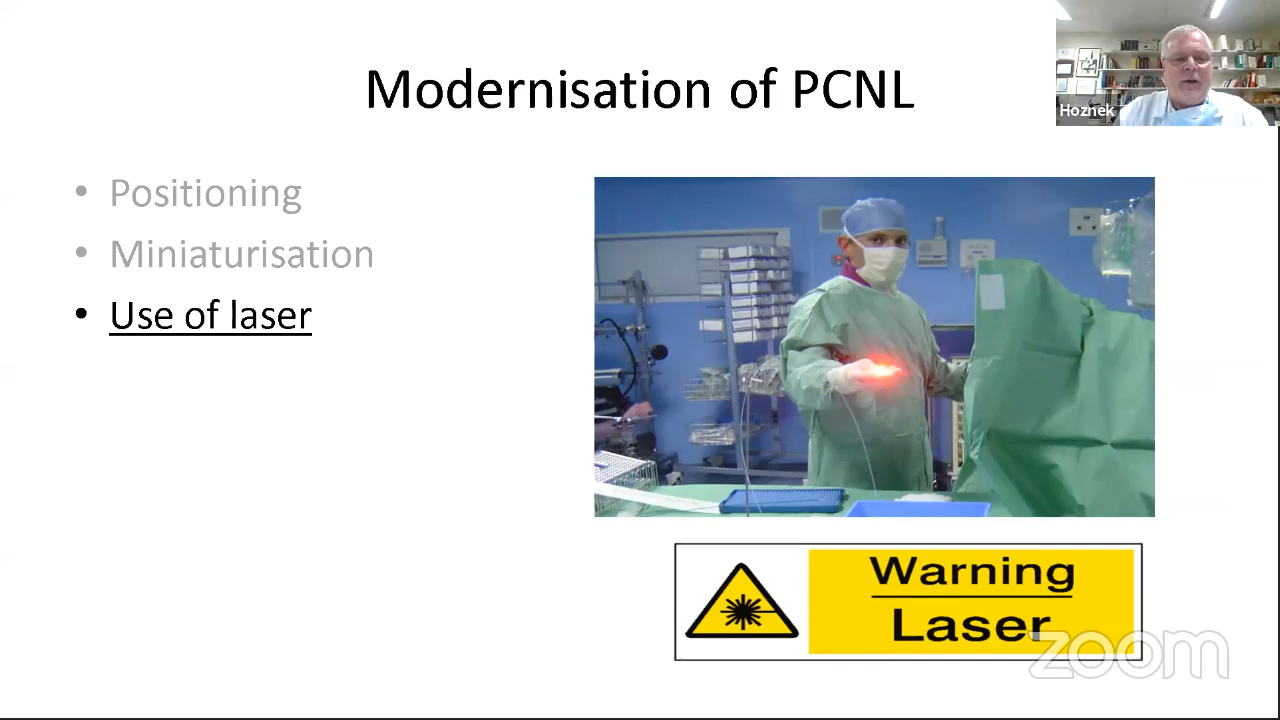 Modernisation of PCNL
Hoznek
• Positioning
• Miniaturisation
• Use of laser
Warning
Laser
zoom